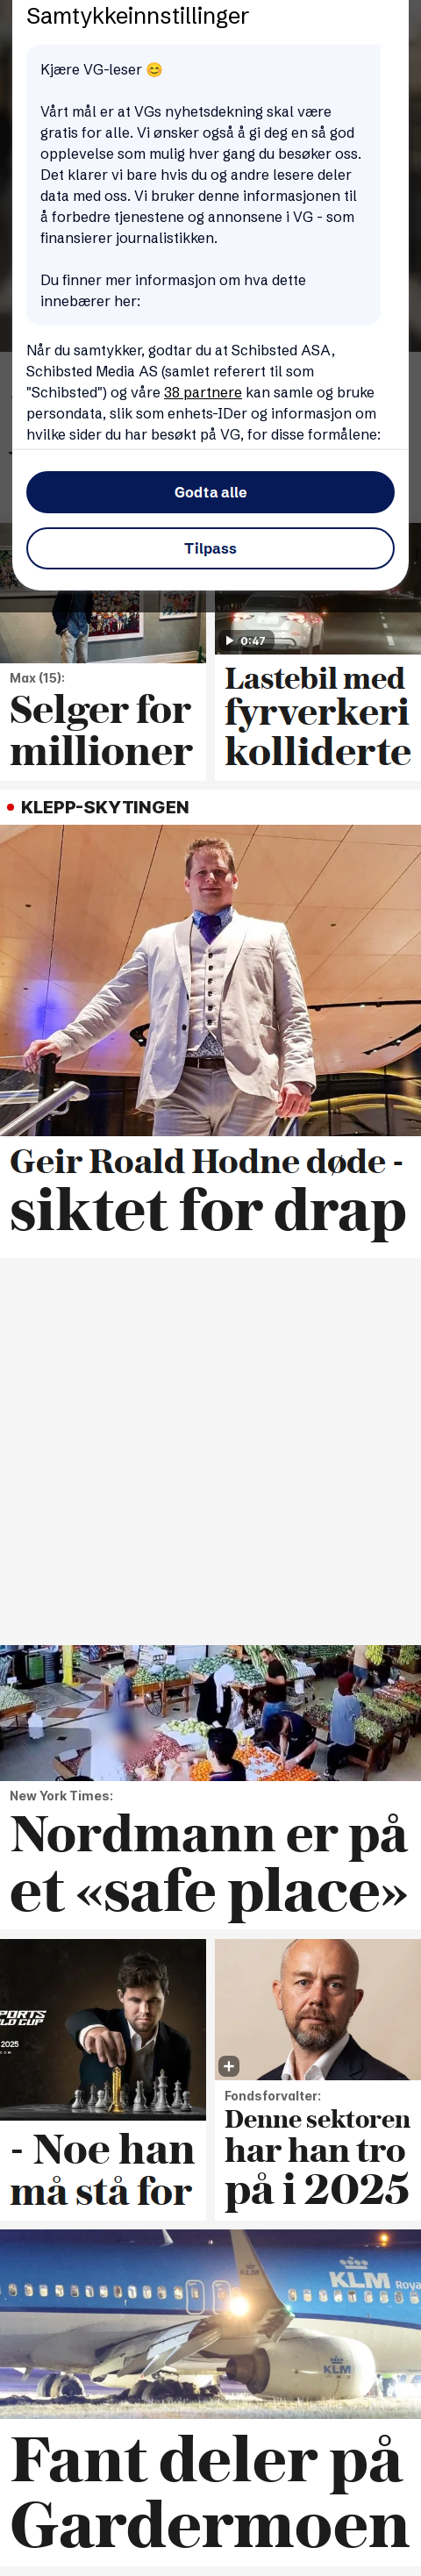 Samtykkeinnstillinger
Kjære VG-leser 😊
Vårt mål er at VGs nyhetsdekning skal være
gratis for alle. Vi ønsker også å gi deg en så god
opplevelse som mulig hver gang du besøker oss.
Det klarer vi bare hvis du og andre lesere deler
data med oss. Vi bruker denne informasjonen til
å forbedre tjenestene og annonsene i VG - som
finansierer journalistikken.
Du finner mer informasjon om hva dette
innebærer her:
Når du samtykker, godtar du at Schibsted ASA,
Schibsted Media AS (samlet referert til som
"Schibsted") og våre 38 partnere kan samle og bruke
persondata, slik som enhets-IDer og informasjon om
hvilke sider du har besøkt på VG, for disse formålene:
Godta alle
Tilpass
0:47
Max (15):
Selger for
millioner
Lastebil med
fyrverkeri
kolliderte
KLEPP-SKYTINGEN
Geir Roald Hodne døde -
siktet for drap
New York Times:
Nordmann er på
et «safe place»
PORTS
LD CUP
2025
- Noe han
må stå for
Fondsforvalter:
Denne sektoren
har han tro
på i 2025
KLM
Roya
KLM
Fant deler på
Gardermoen